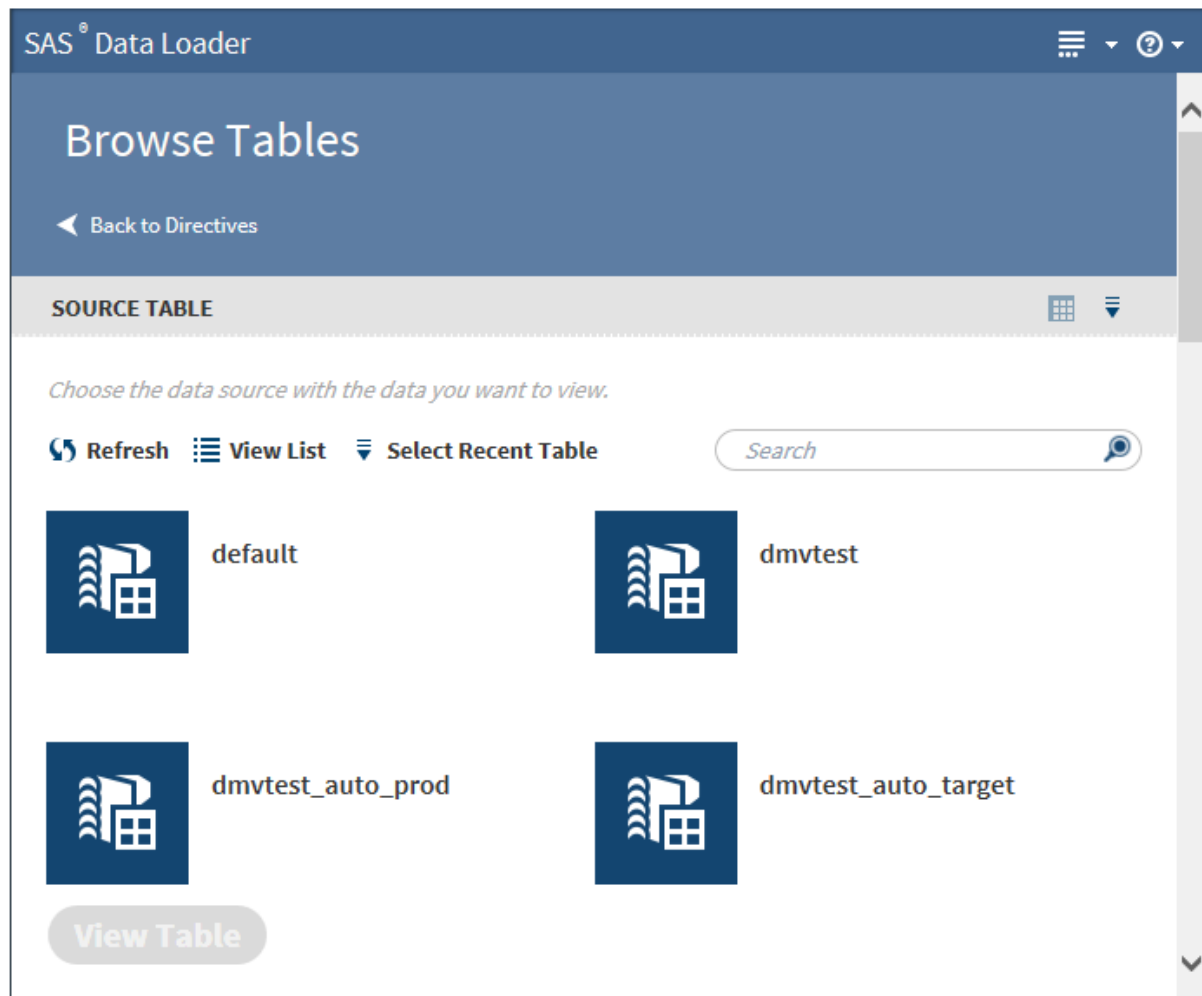 SAS® Data Loader
Browse Tables
Back to Directives
SOURCE TABLE
Choose the data source with the data you want to view.
Refresh View List Select Recent Table Search
default dmvtest
dmvtest_auto_prod dmvtest_auto_target
View Table